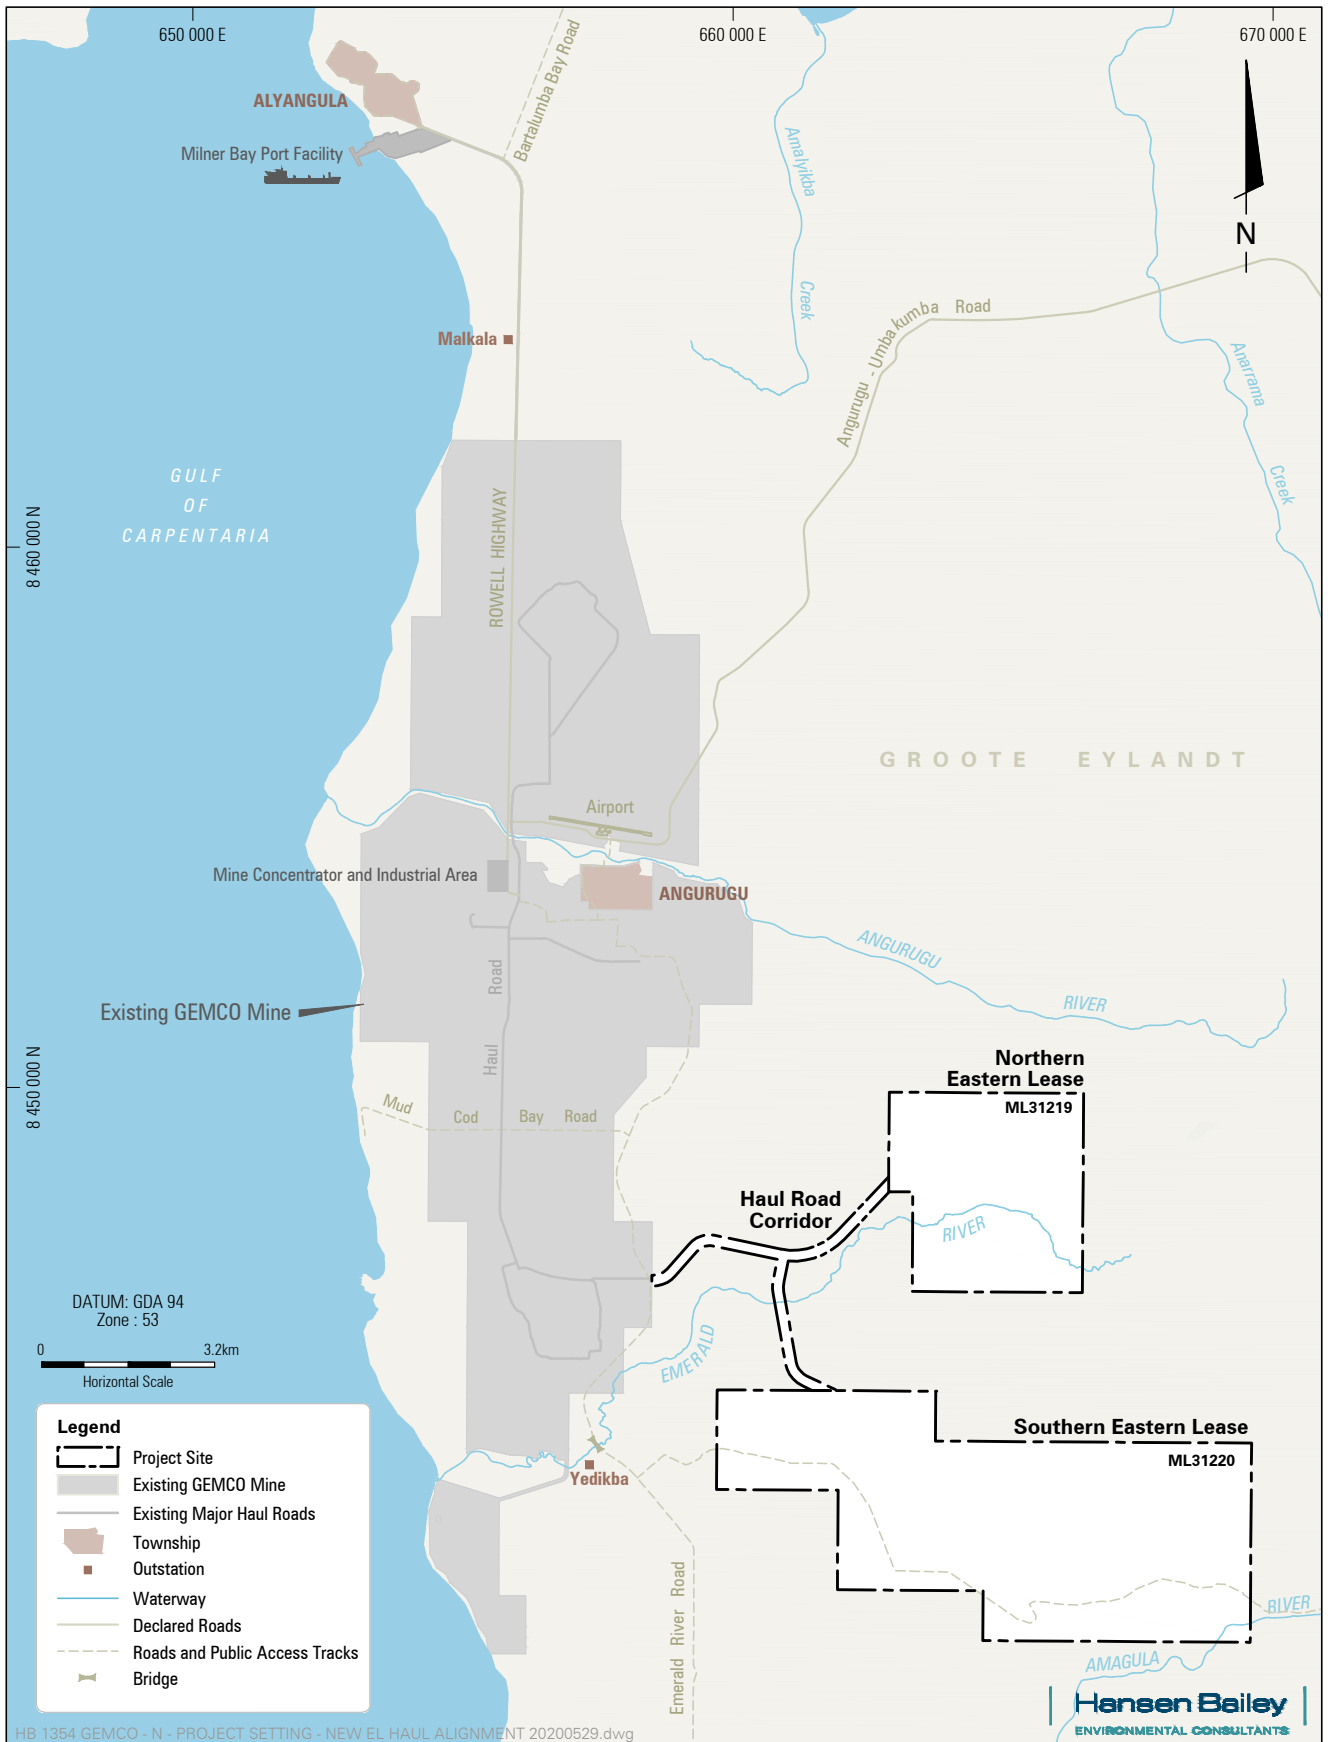 650 000 E
660 000 E
670 000 E
ALYANGULA
Milner Bay Port Facility
Bartalumba Bay Road
Amalyikba
Creek
N
Malkala
Angurugu - Umbakumba Road
Anarrama
Creek
GULF
OF
CARPENTARIA
8 460 000 N
ROWELL HIGHWAY
GROOTE EYLANDT
Airport
Mine Concentrator and Industrial Area
ANGURUGU
ANGURUGU
RIVER
Existing GEMCO Mine
Haul Road
8 450 000 N
Mud Cod Bay Road
Northern
Eastern Lease
ML31219
Haul Road
Corridor
RIVER
EMERALD
DATUM: GDA 94
Zone : 53
0 3.2km
Horizontal Scale
Southern Eastern Lease
ML31220
Yedikba
Emerald River Road
RIVER
AMAGULA
Legend
Project Site
Existing GEMCO Mine
Existing Major Haul Roads
Township
Outstation
Waterway
Declared Roads
Roads and Public Access Tracks
Bridge
Hansen Bailey
ENVIRONMENTAL CONSULTANTS
HB 1354 GEMCO - N - PROJECT SETTING - NEW EL HAUL ALIGNMENT 20200529.dwg